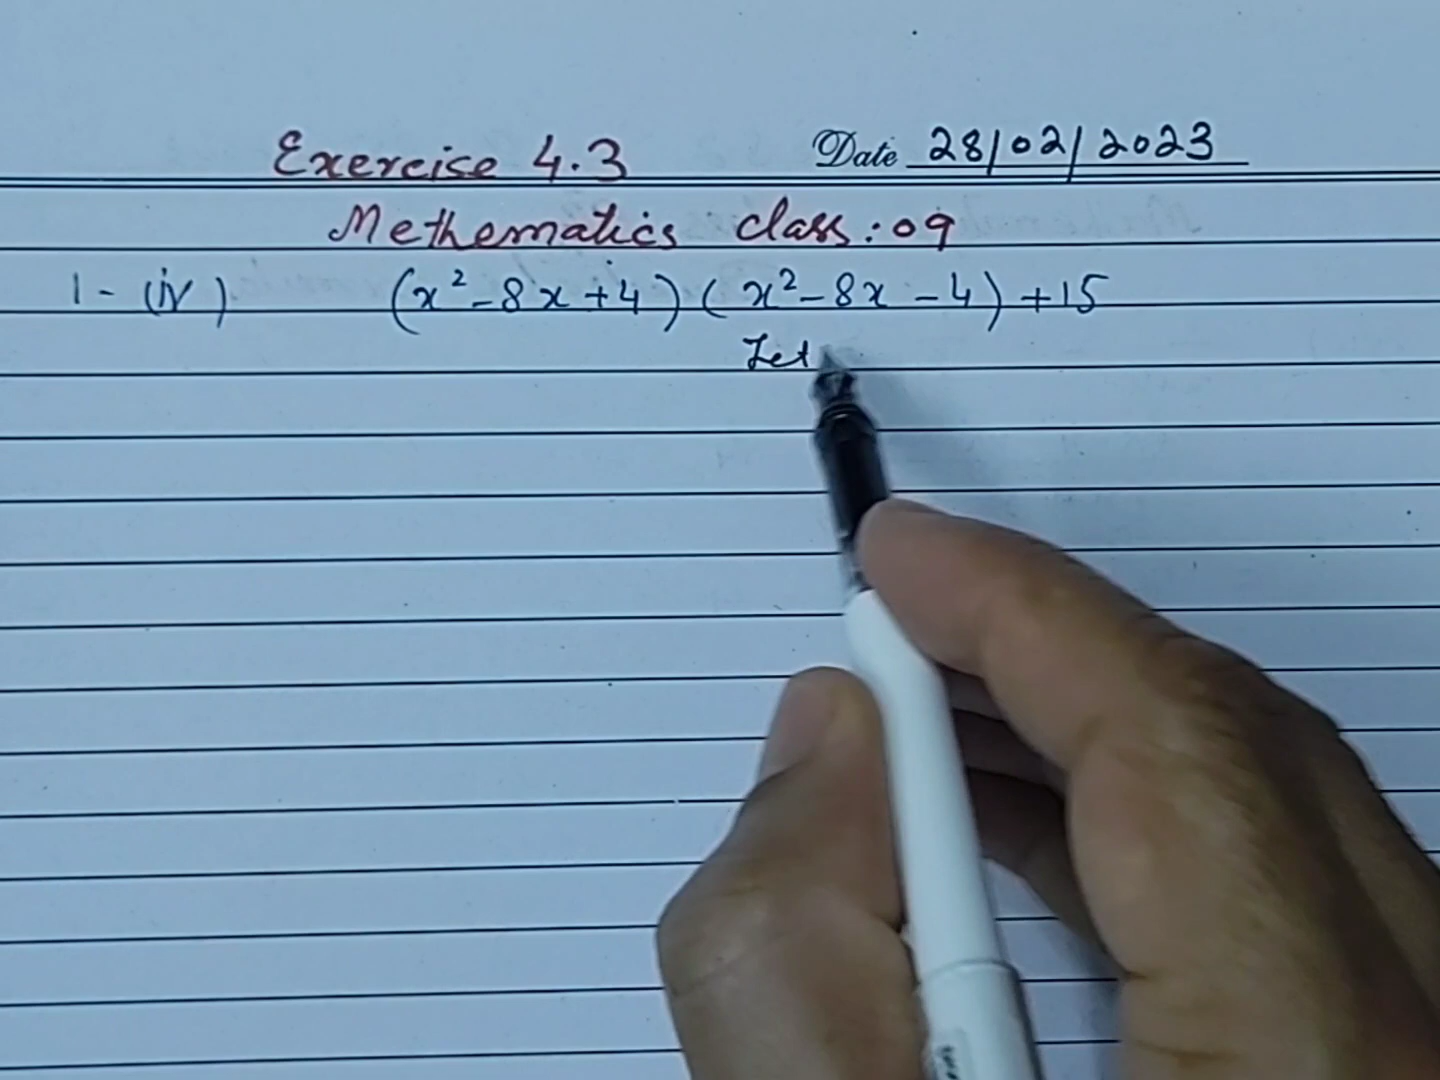 Exercise 4.3 Date 28/02/2023
Methematics class: 09
1- (iv) (x²-8x+4)(x²-8x-4)+15
Let